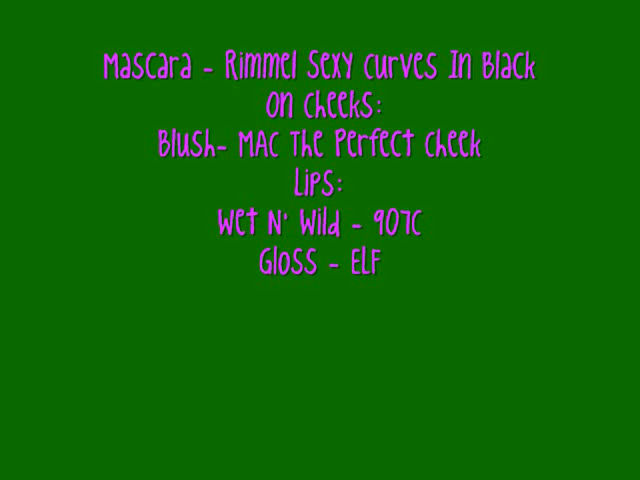 Mascara - Rimmel Sexy Curves In Black
On Cheeks:
Blush- MAC The Perfect Cheek
Lips:
Wet N' Wild - 907C
Gloss - ELF